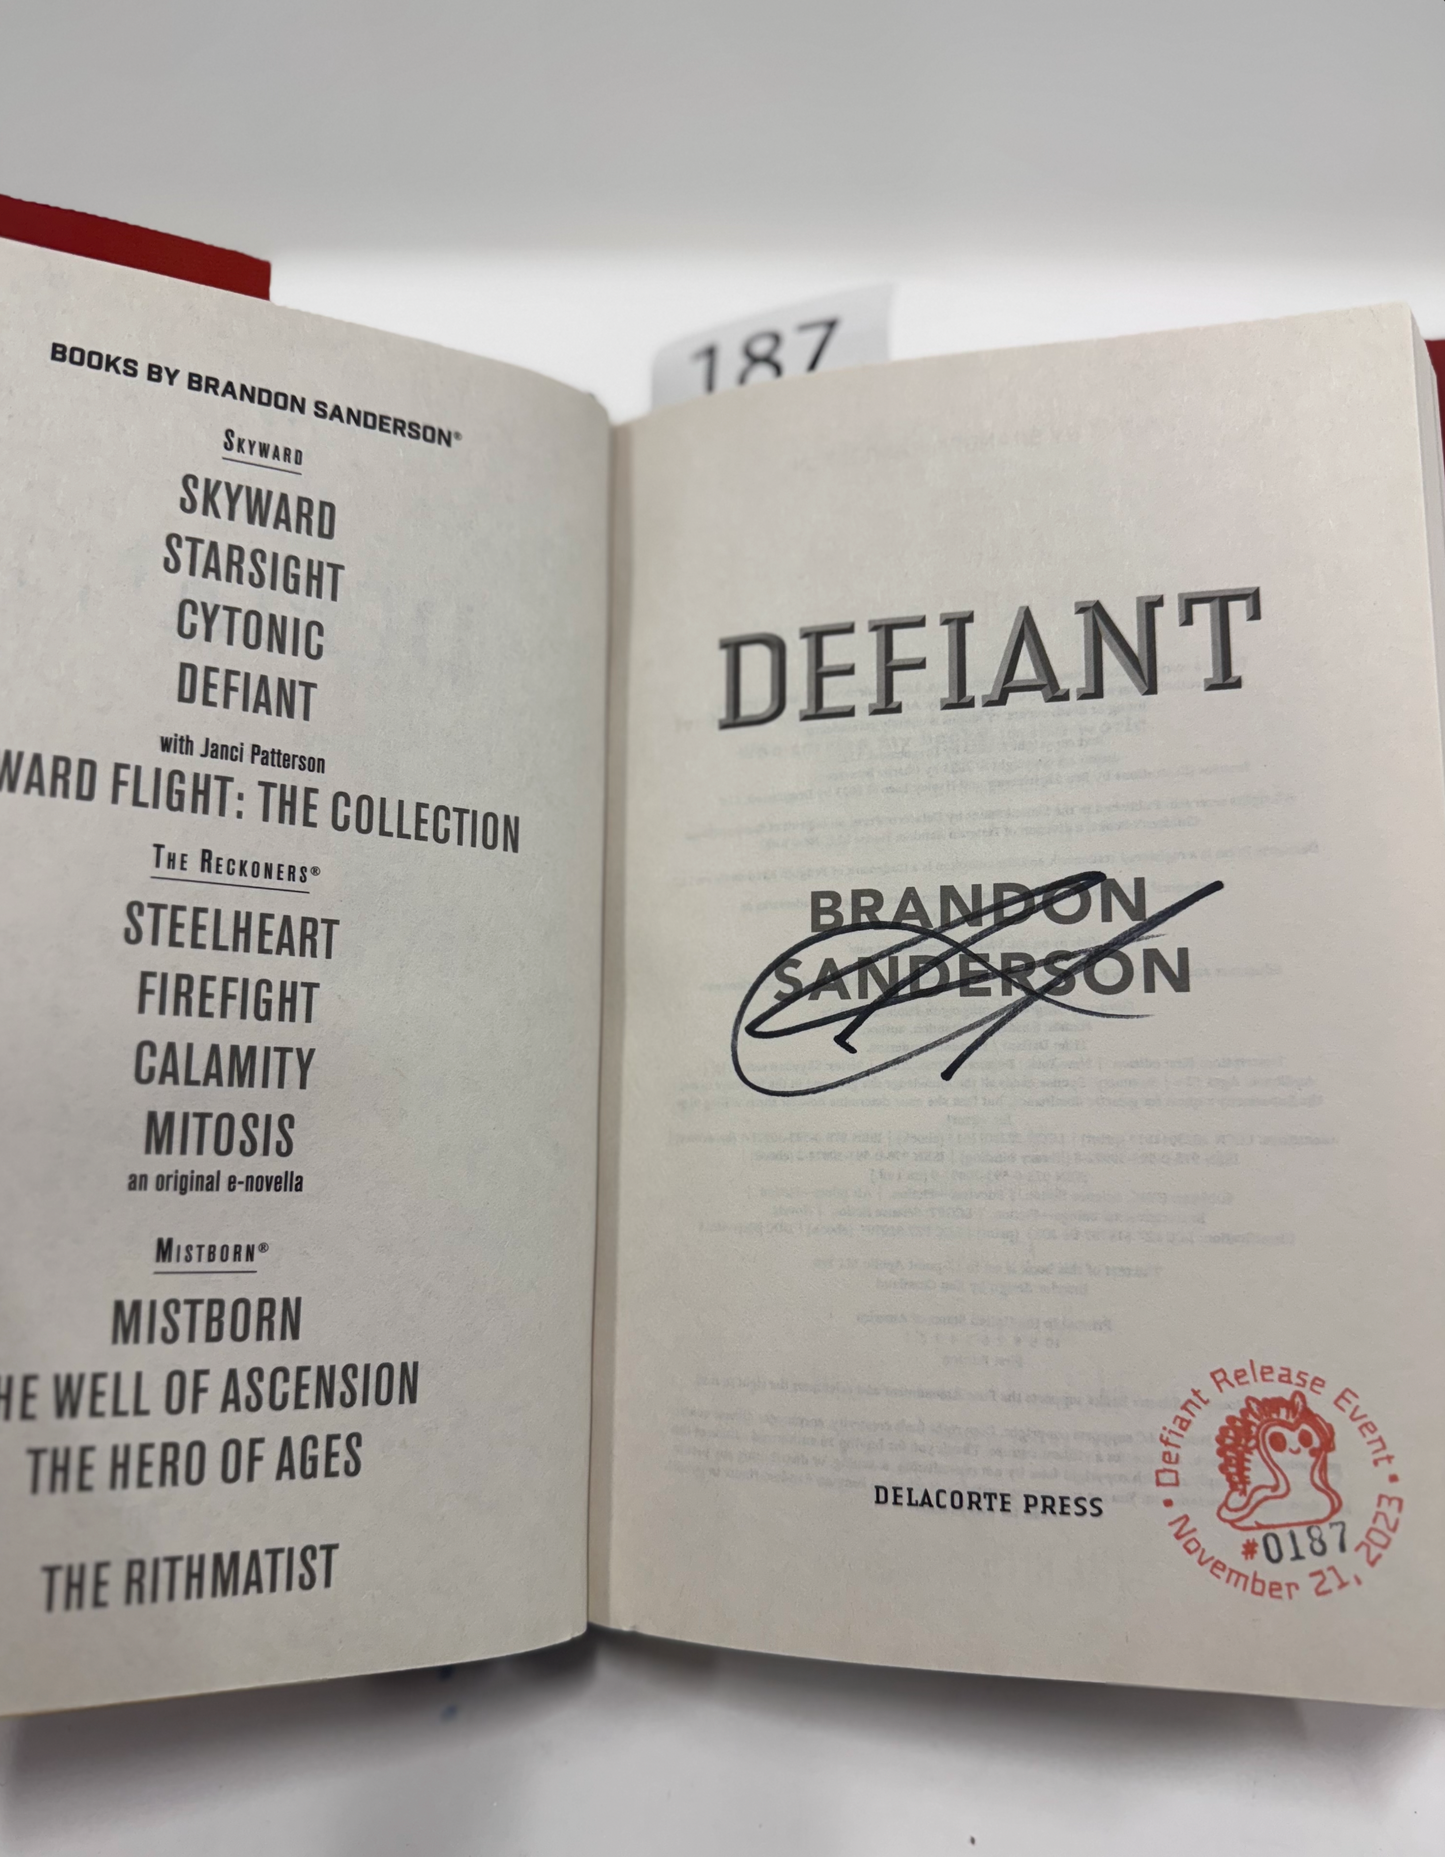 BOOKS BY BRANDON SANDERSON®
SKYWARD
SKYWARD
STARSIGHT
CYTONIC
DEFIANT
with Janci Patterson
WARD FLIGHT: THE COLLECTION
THE RECKONERS®
STEELHEART
FIREFIGHT
CALAMITY
MITOSIS
an original e-novella
MISTBORN®
MISTBORN
HE WELL OF ASCENSION
THE HERO OF AGES
THE RITHMATIST
187
DEFIANT
BRANDON
SANDERSON
DELACORTE PRESS
• Defiant Release Event •
#0187
November 21, 2023